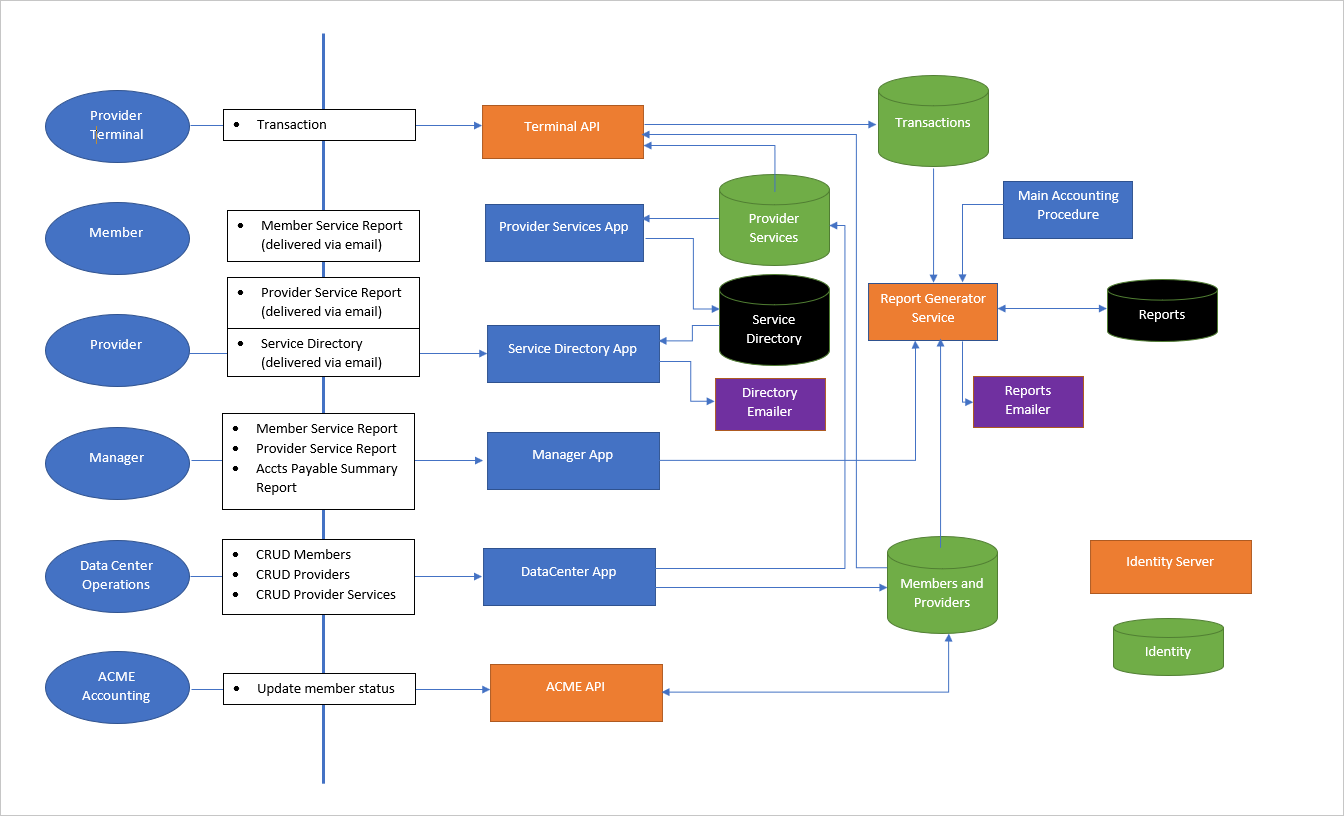 Provider
Terminal
• Transaction
Terminal API
Transactions
Member
• Member Service Report
(delivered via email)
Provider Services App
Provider
Services
Main Accounting
Procedure
Provider
• Provider Service Report
(delivered via email)
• Service Directory
(delivered via email)
Service Directory App
Service
Directory
Directory
Emailer
Report Generator
Service
Reports
Reports
Emailer
Manager
• Member Service Report
• Provider Service Report
• Accts Payable Summary
Report
Manager App
Data Center
Operations
• CRUD Members
• CRUD Providers
• CRUD Provider Services
DataCenter App
Members and
Providers
Identity Server
Identity
ACME
Accounting
• Update member status
ACME API